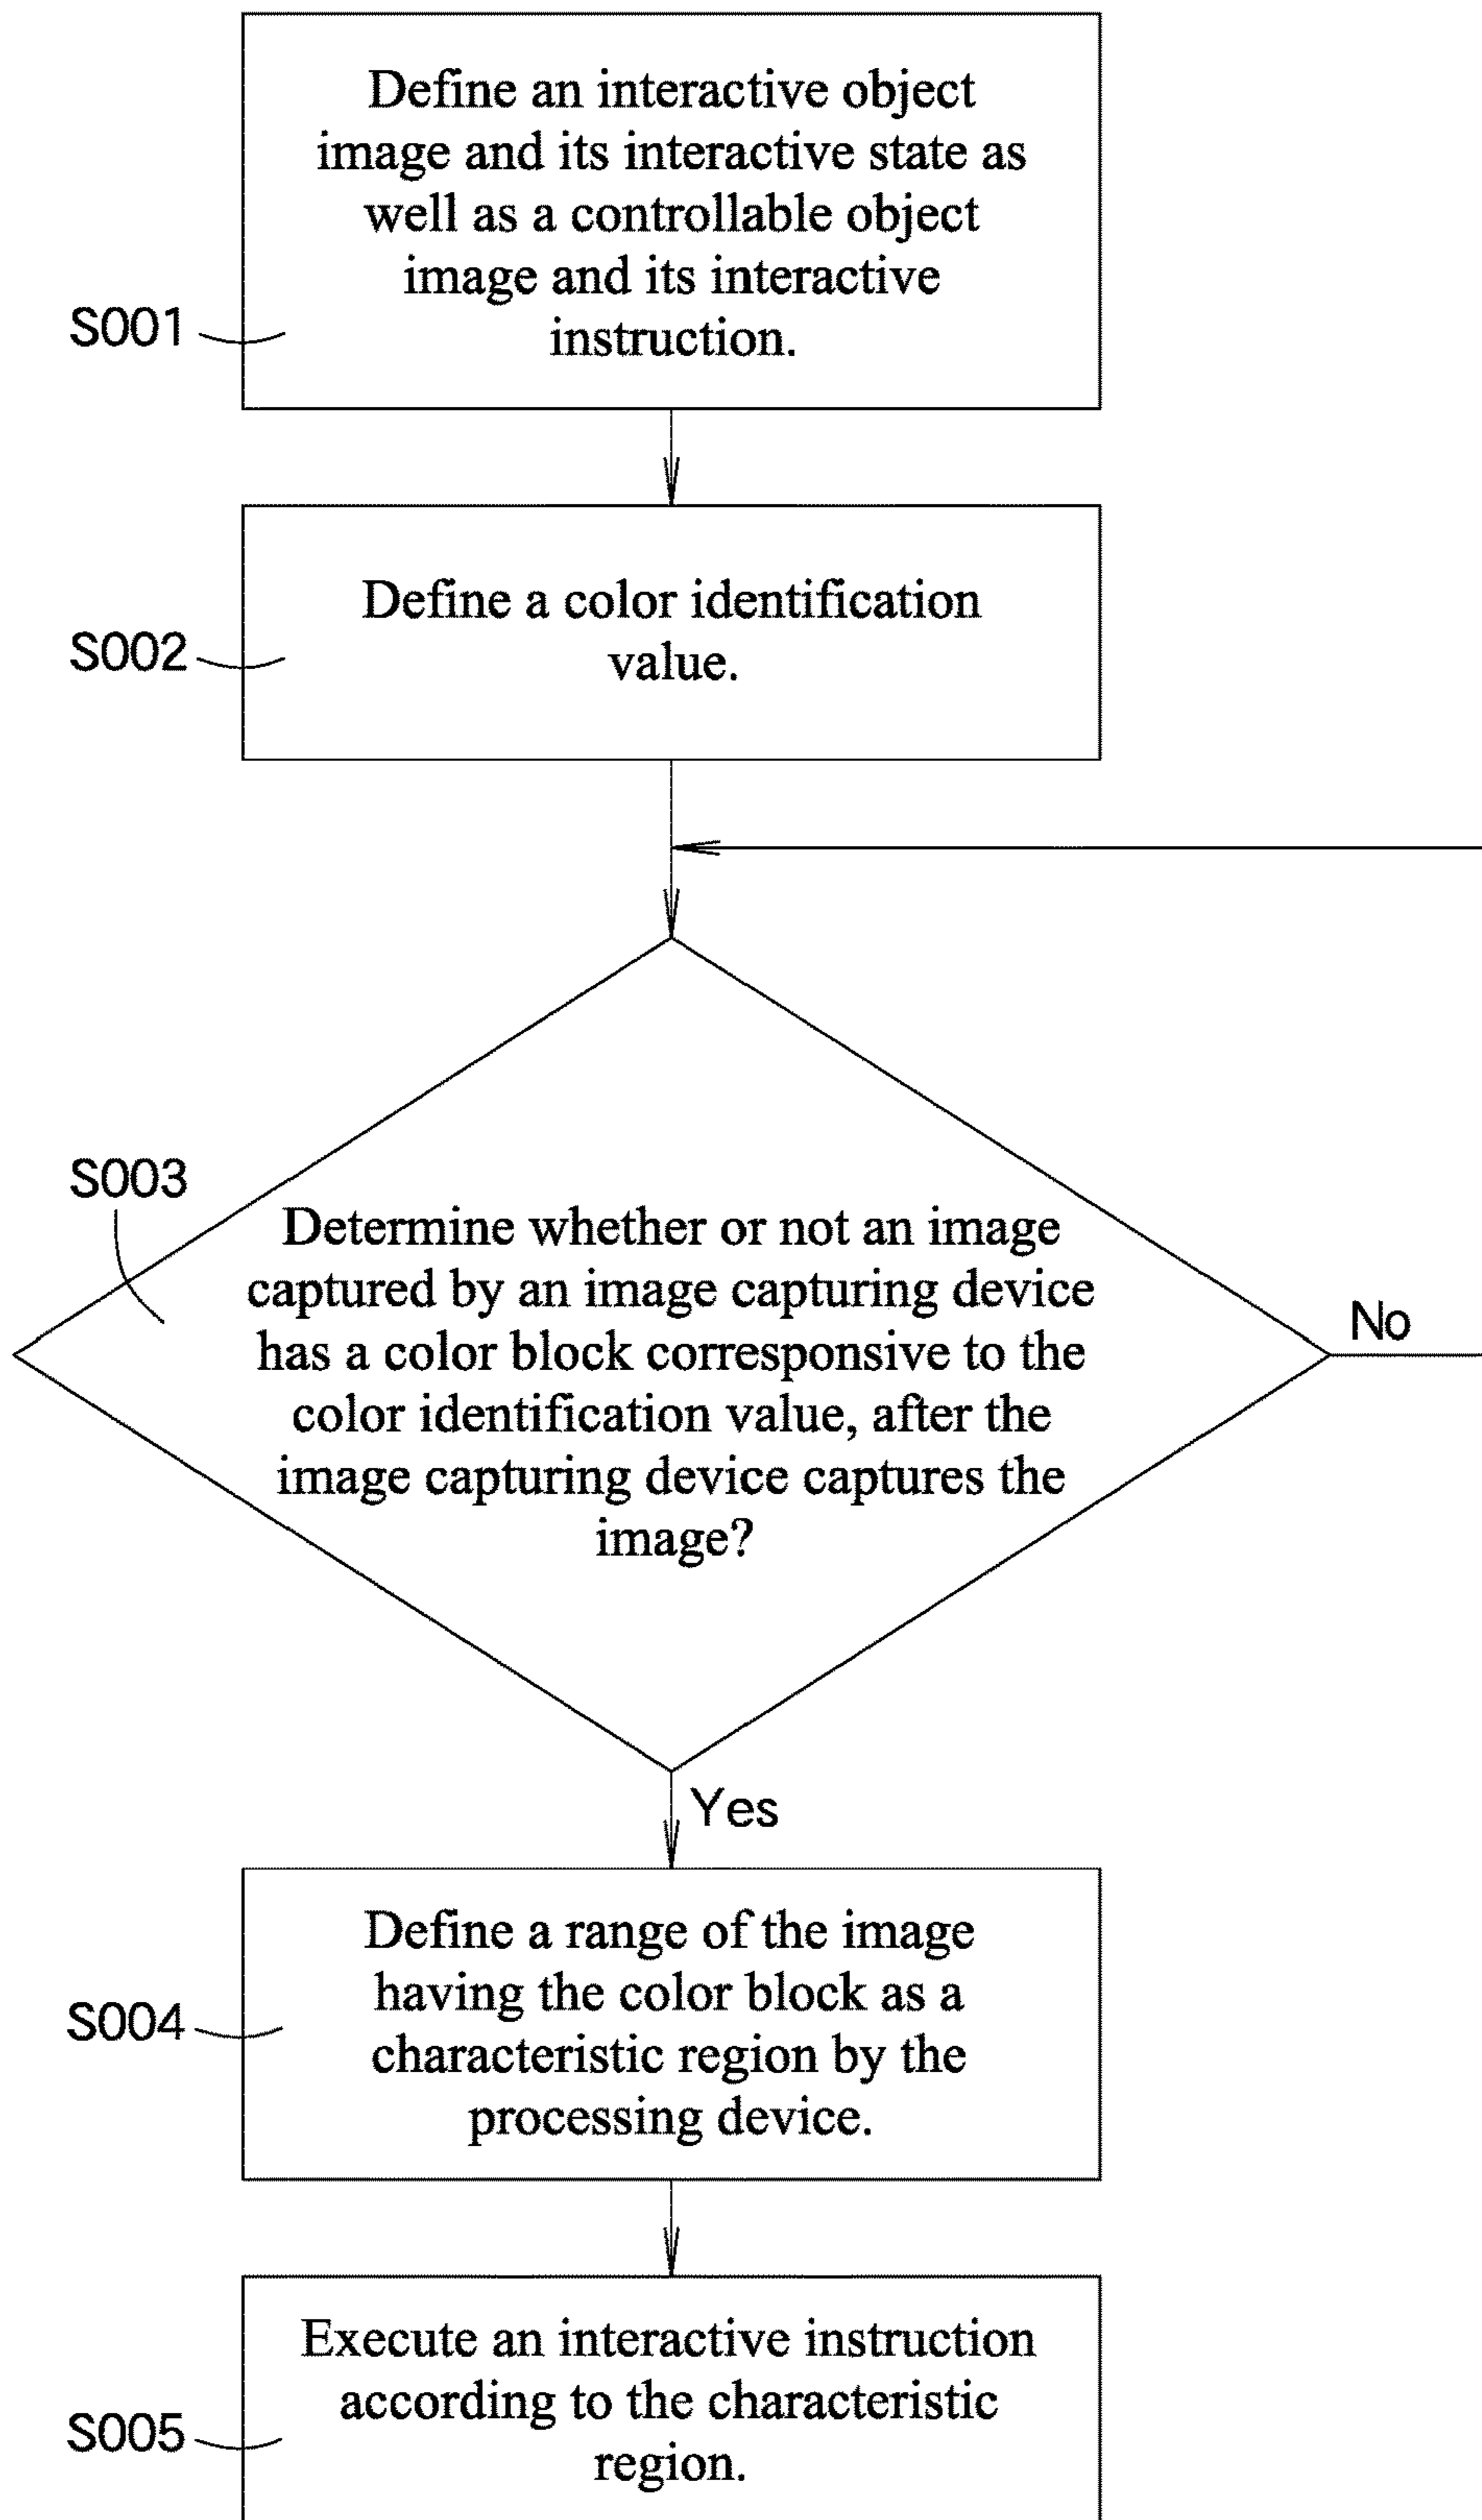 Define an interactive object
image and its interactive state as
well as a controllable object
image and its interactive
instruction.
S001
Define a color identification
value.
S002
S003
Determine whether or not an image
captured by an image capturing device
has a color block corresponsive to the
color identification value, after the
image capturing device captures the
image?
No
Yes
Define a range of the image
having the color block as a
characteristic region by the
processing device.
S004
Execute an interactive instruction
according to the characteristic
region.
S005